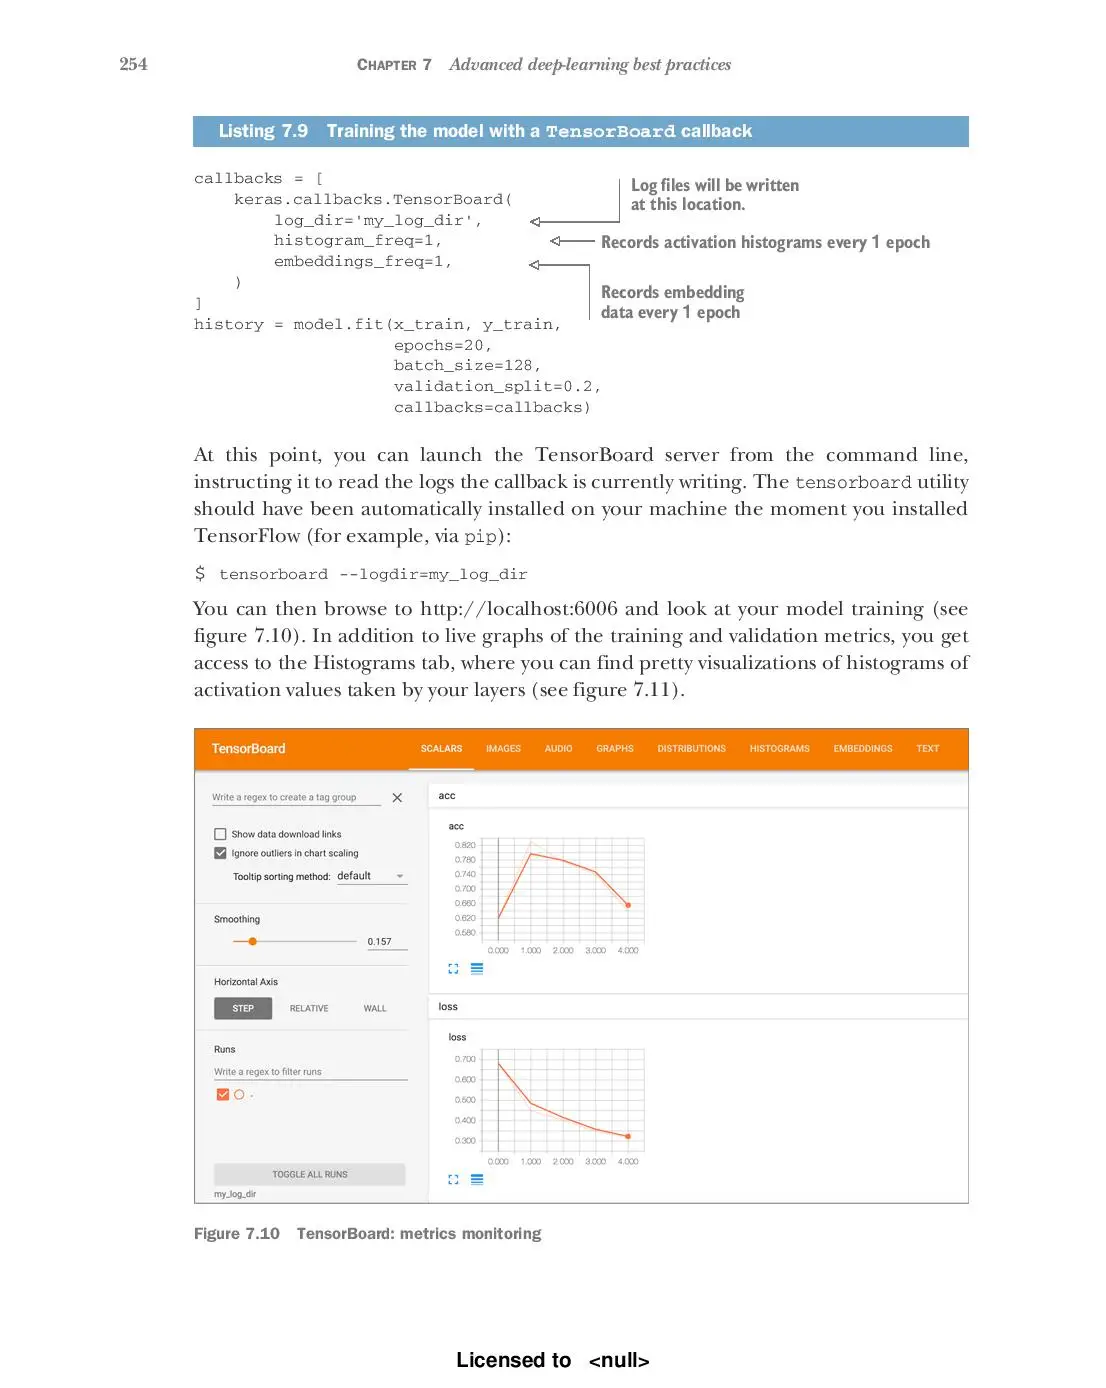 254
CHAPTER 7 Advanced deep-learning best practices
Listing 7.9 Training the model with a TensorBoard callback
callbacks = [
keras.callbacks.TensorBoard(
log_dir='my_log_dir',
histogram_freq=1,
embeddings_freq=1,
)
]
history = model.fit(x_train, y_train,
epochs=20,
batch_size=128,
validation_split=0.2,
callbacks=callbacks)
Log files will be written
at this location.
Records activation histograms every 1 epoch
Records embedding
data every 1 epoch
At this point, you can launch the TensorBoard server from the command line,
instructing it to read the logs the callback is currently writing. The tensorboard utility
should have been automatically installed on your machine the moment you installed
TensorFlow (for example, via pip):
$ tensorboard --logdir=my_log_dir
You can then browse to http://localhost:6006 and look at your model training (see
figure 7.10). In addition to live graphs of the training and validation metrics, you get
access to the Histograms tab, where you can find pretty visualizations of histograms of
activation values taken by your layers (see figure 7.11).
TensorBoard
SCALARS IMAGES AUDIO GRAPHS DISTRIBUTIONS HISTOGRAMS EMBEDDINGS TEXT
Write a regex to create a tag group
Show data download links
Ignore outliers in chart scaling
Tooltip sorting method: default
Smoothing
0.157
Horizontal Axis
STEP RELATIVE WALL
Runs
Write a regex to filter runs
.
TOGGLE ALL RUNS
my_log_dir
acc
acc
0.820
0.780
0.740
0.700
0.660
0.620
0.580
0.000 1.000 2.000 3.000 4.000
loss
loss
0.700
0.600
0.500
0.400
0.300
0.000 1.000 2.000 3.000 4.000
Figure 7.10 TensorBoard: metrics monitoring
Licensed to <null>